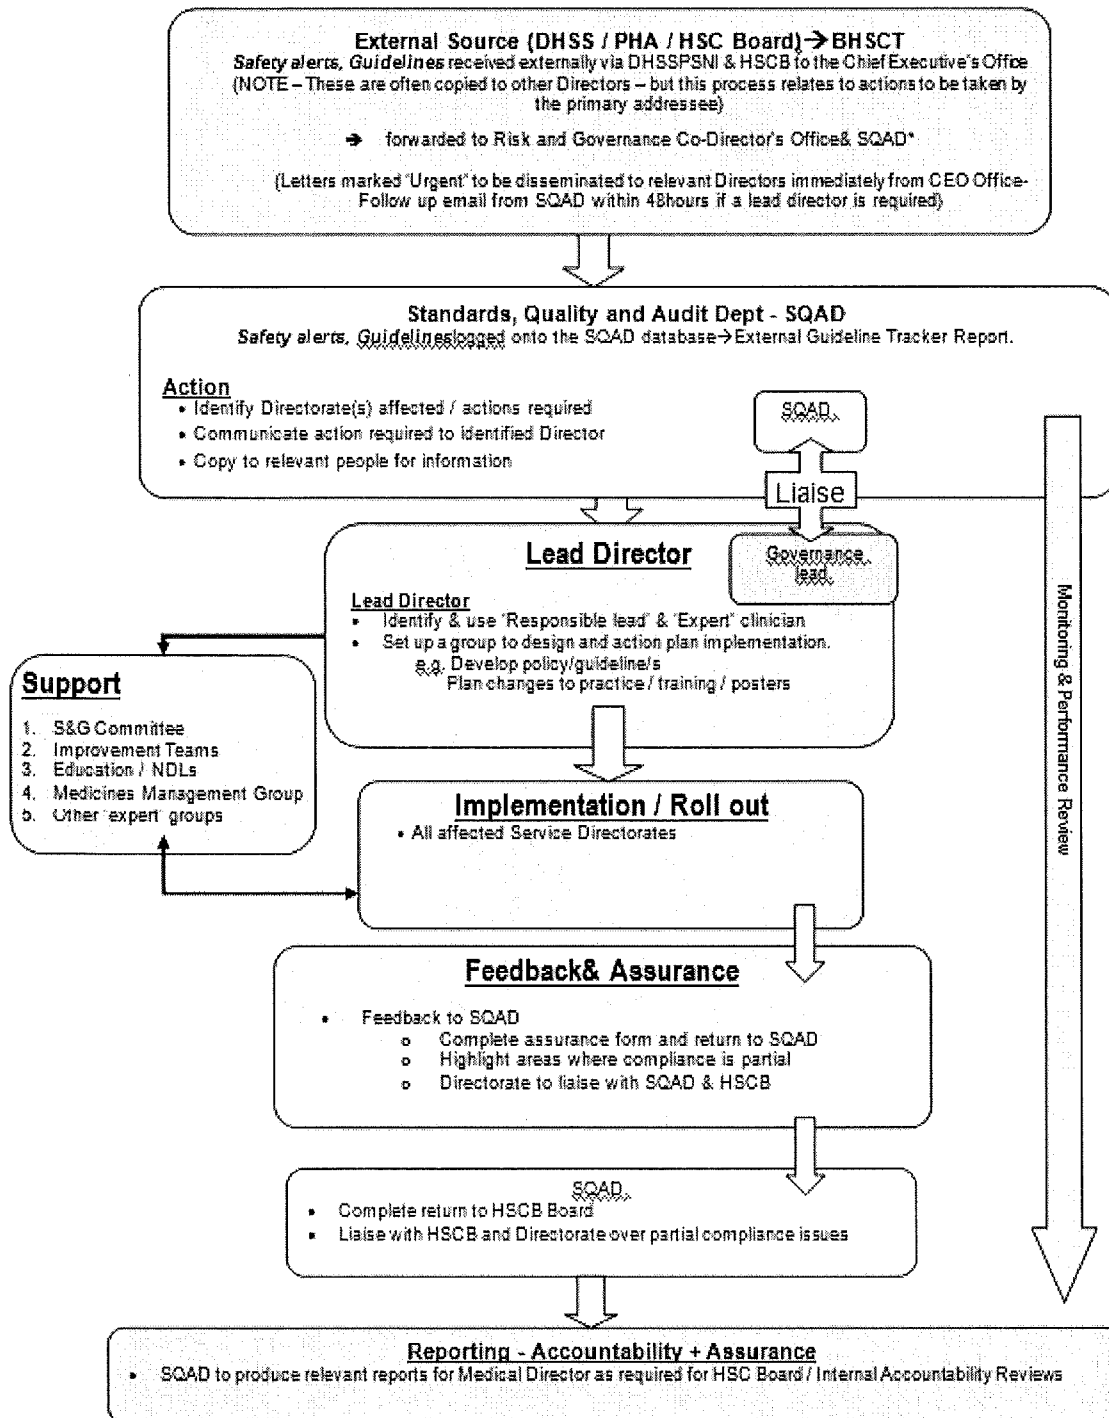 External Source (DHSS / PHA / HSC Board)→BHSCT
Safety alerts, Guidelines received externally via DHSSPSNI & HSCB to the Chief Executive's Office
(NOTE – These are often copied to other Directors – but this process relates to actions to be taken by
the primary addressee)
➔ forwarded to Risk and Governance Co-Director's Office& SQAD*
(Letters marked "Urgent" to be disseminated to relevant Directors immediately from CEO Office-
Follow up email from SQAD within 48hours if a lead director is required)
Standards, Quality and Audit Dept - SQAD
Safety alerts, Guidelineslogged onto the SQAD database→External Guideline Tracker Report.
Action
• Identify Directorate(s) affected / actions required
• Communicate action required to identified Director
• Copy to relevant people for information
SQAD
Liaise
Governance
lead
Lead Director
Lead Director
• Identify & use "Responsible lead" & "Expert" clinician
• Set up a group to design and action plan implementation.
e.g. Develop policy/guideline/s
Plan changes to practice / training / posters
Support
1. S&G Committee
2. Improvement Teams
3. Education / NDLs
4. Medicines Management Group
5. Other 'expert' groups
Implementation / Roll out
• All affected Service Directorates
Monitoring & Performance Review
Feedback& Assurance
• Feedback to SQAD
o Complete assurance form and return to SQAD
o Highlight areas where compliance is partial
o Directorate to liaise with SQAD & HSCB
SQAD
• Complete return to HSCB Board
• Liaise with HSCB and Directorate over partial compliance issues
Reporting - Accountability + Assurance
• SQAD to produce relevant reports for Medical Director as required for HSC Board / Internal Accountability Reviews